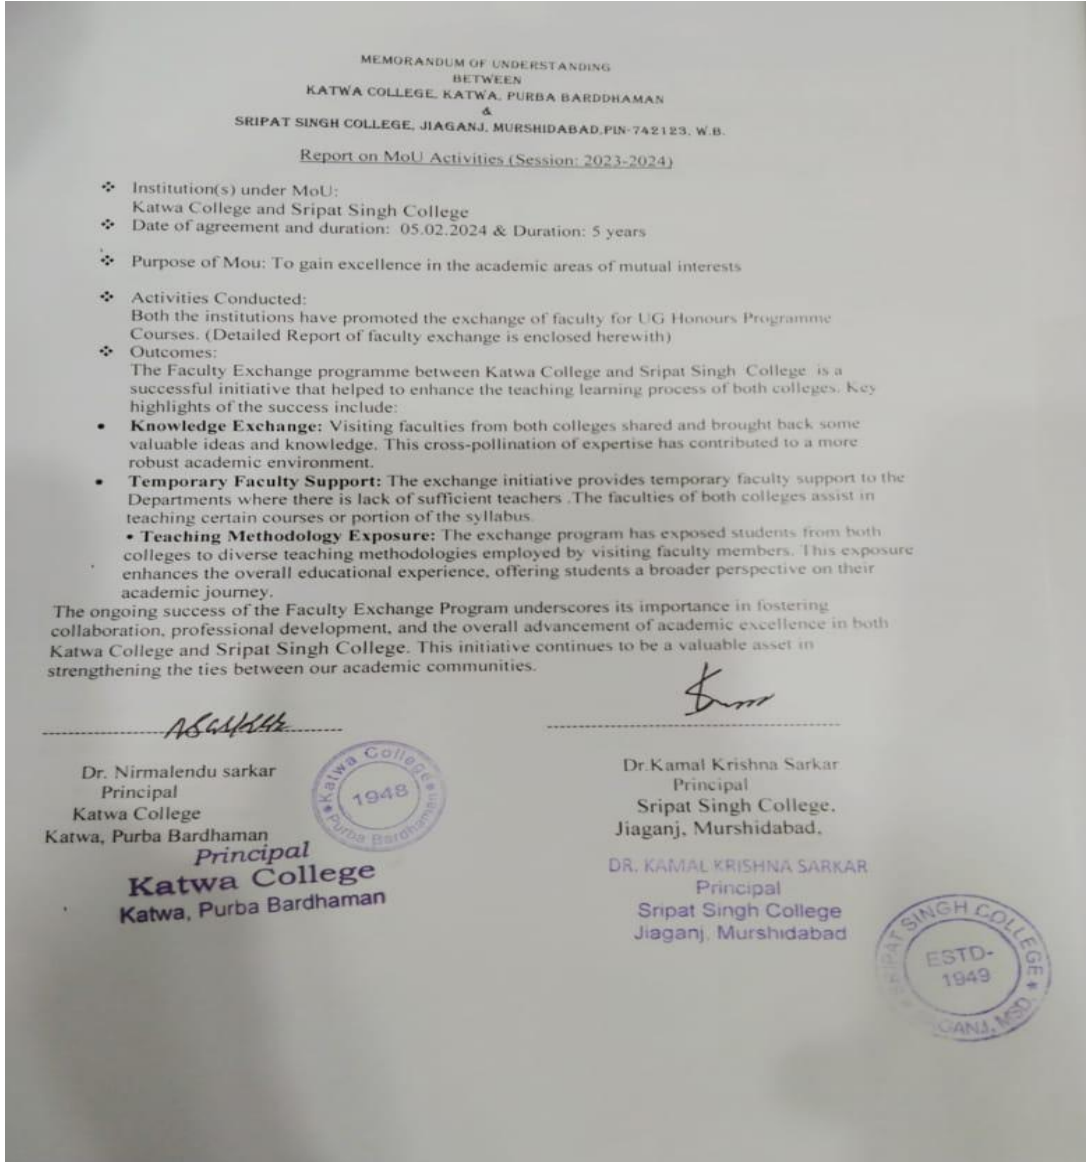 MEMORANDUM OF UNDERSTANDING
BETWEEN
KATWA COLLEGE, KATWA, PURBA BARDDHAMAN
&
SRIPAT SINGH COLLEGE, JIAGANJ, MURSHIDABAD,PIN-742123, W.B.
Report on MoU Activities (Session: 2023-2024)
❖ Institution(s) under MoU:
Katwa College and Sripat Singh College
❖ Date of agreement and duration: 05.02.2024 & Duration: 5 years
❖ Purpose of Mou: To gain excellence in the academic areas of mutual interests
❖ Activities Conducted:
Both the institutions have promoted the exchange of faculty for UG Honours Programme
Courses. (Detailed Report of faculty exchange is enclosed herewith)
❖ Outcomes:
The Faculty Exchange programme between Katwa College and Sripat Singh College is a
successful initiative that helped to enhance the teaching learning process of both colleges. Key
highlights of the success include:
• Knowledge Exchange: Visiting faculties from both colleges shared and brought back some
valuable ideas and knowledge. This cross-pollination of expertise has contributed to a more
robust academic environment.
• Temporary Faculty Support: The exchange initiative provides temporary faculty support to the
Departments where there is lack of sufficient teachers .The faculties of both colleges assist in
teaching certain courses or portion of the syllabus.
• Teaching Methodology Exposure: The exchange program has exposed students from both
colleges to diverse teaching methodologies employed by visiting faculty members. This exposure
enhances the overall educational experience, offering students a broader perspective on their
academic journey.
The ongoing success of the Faculty Exchange Program underscores its importance in fostering
collaboration, professional development, and the overall advancement of academic excellence in both
Katwa College and Sripat Singh College. This initiative continues to be a valuable asset in
strengthening the ties between our academic communities.
Dr. Nirmalendu sarkar
Principal
Katwa College
Katwa, Purba Bardhaman
Principal
Katwa College
Katwa, Purba Bardhaman
Katwa College
1948
Purba Bardhaman
Dr.Kamal Krishna Sarkar
Principal
Sripat Singh College,
Jiaganj, Murshidabad,
DR. KAMAL KRISHNA SARKAR
Principal
Sripat Singh College
Jiaganj, Murshidabad
SRIPAT SINGH COLLEGE
ESTD-
1949
JIAGANJ, MSD.